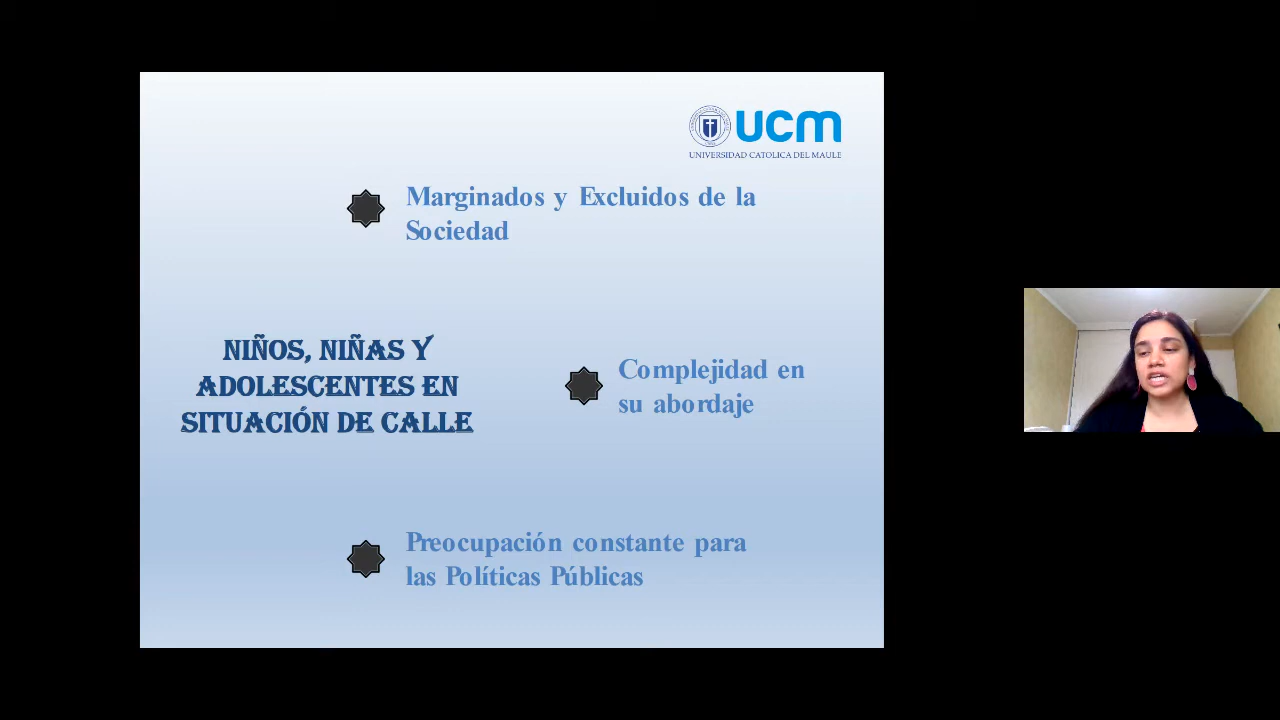 ucm
UNIVERSIDAD CATOLICA DEL MAULE
Marginados y Excluidos de la
Sociedad
NIÑOS, NIÑAS Y
ADOLESCENTES EN
SITUACIÓN DE CALLE
Complejidad en
su abordaje
Preocupación constante para
las Políticas Públicas